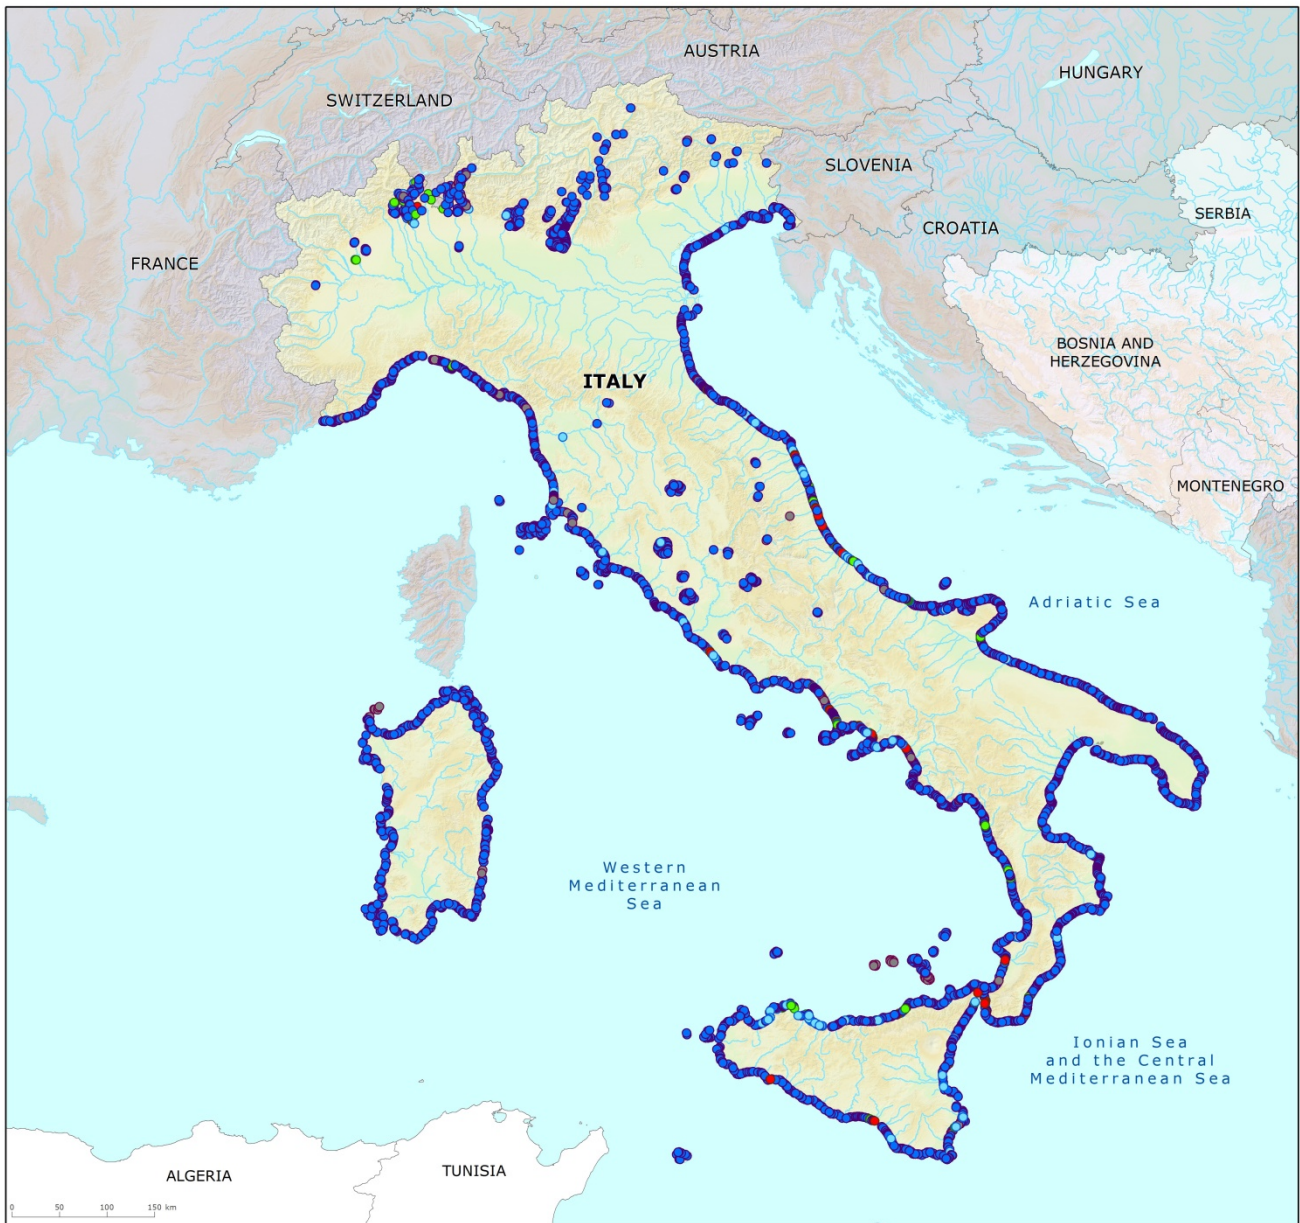 AUSTRIA
HUNGARY
SWITZERLAND
SLOVENIA
SERBIA
CROATIA
FRANCE
BOSNIA AND
HERZEGOVINA
ITALY
MONTENEGRO
Adriatic Sea
Western
Mediterranean
Sea
Ionian Sea
and the Central
Mediterranean Sea
ALGERIA
TUNISIA
0 50 100 150 km